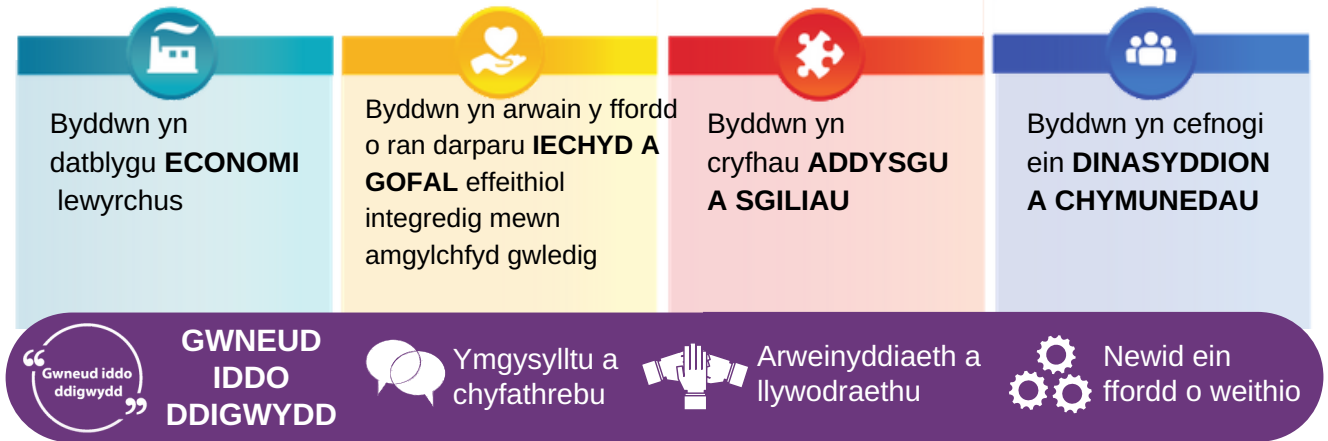 Byddwn yn
datblygu ECONOMI
lewyrchus
Byddwn yn arwain y ffordd
o ran darparu IECHYD A
GOFAL effeithiol
integredig mewn
amgylchfyd gwledig
Byddwn yn
cryfhau ADDYSGU
A SGILIAU
Byddwn yn cefnogi
ein DINASYDDION
A CHYMUNEDAU
“Gwneud iddo
ddigwydd”
GWNEUD
IDDO
DDIGWYDD
Ymgysylltu a
chyfathrebu
Arweinyddiaeth a
llywodraethu
Newid ein
ffordd o weithio